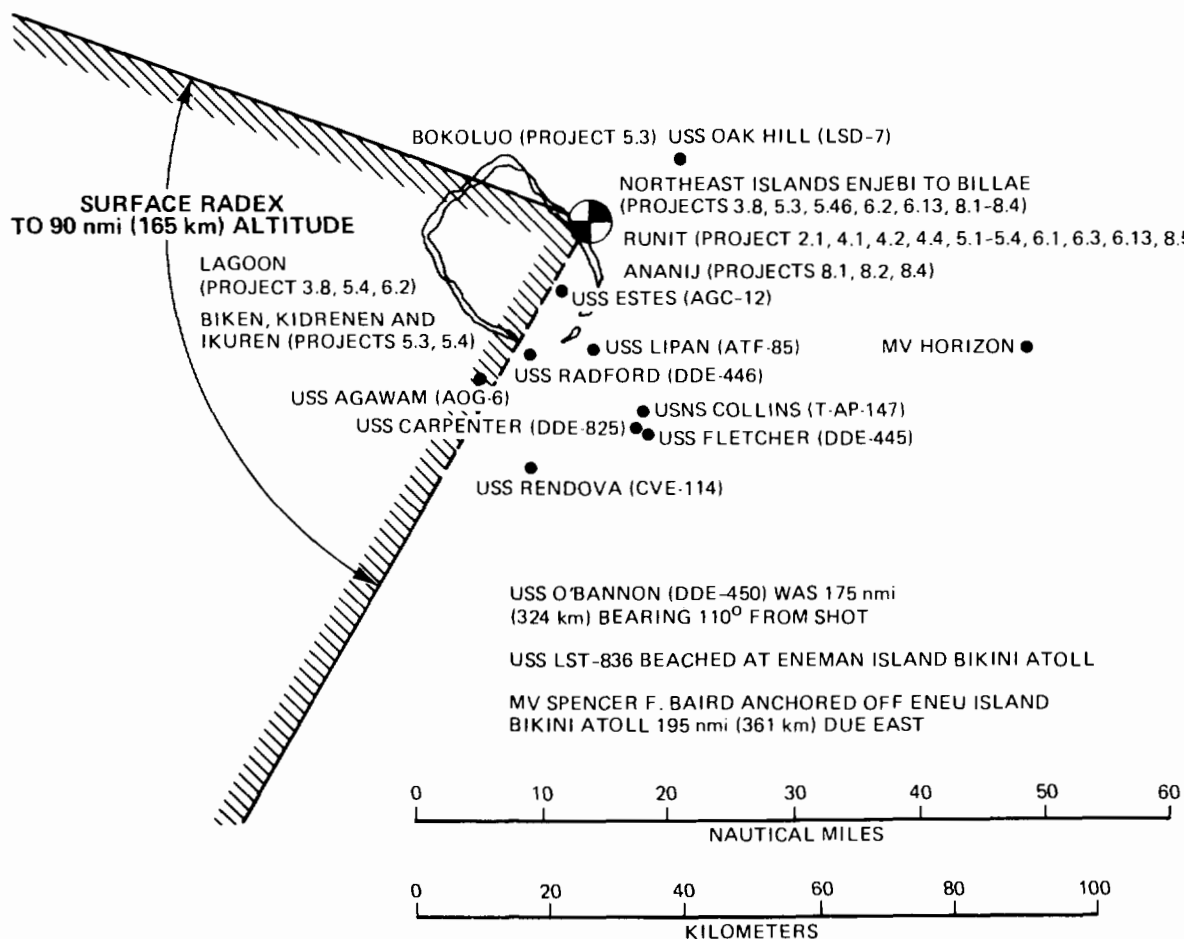 BOKOLUO (PROJECT 5.3)
USS OAK HILL (LSD-7)
NORTHEAST ISLANDS ENJEBI TO BILLAE
(PROJECTS 3.8, 5.3, 5.46, 6.2, 6.13, 8.1-8.4)
SURFACE RADEX
TO 90 nmi (165 km) ALTITUDE
RUNIT (PROJECT 2.1, 4.1, 4.2, 4.4, 5.1-5.4, 6.1, 6.3, 6.13, 8.5
LAGOON
(PROJECT 3.8, 5.4, 6.2)
ANANIJ (PROJECTS 8.1, 8.2, 8.4)
USS ESTES (AGC-12)
BIKEN, KIDRENEN AND
IKUREN (PROJECTS 5.3, 5.4)
USS LIPAN (ATF-85)
MV HORIZON
USS RADFORD (DDE-446)
USS AGAWAM (AOG-6)
USNS COLLINS (T-AP-147)
USS CARPENTER (DDE-825)
USS FLETCHER (DDE-445)
USS RENDOVA (CVE-114)
USS O'BANNON (DDE-450) WAS 175 nmi
(324 km) BEARING 110º FROM SHOT
USS LST-836 BEACHED AT ENEMAN ISLAND BIKINI ATOLL
MV SPENCER F. BAIRD ANCHORED OFF ENEU ISLAND
BIKINI ATOLL 195 nmi (361 km) DUE EAST
0 10 20 30 40 50 60
NAUTICAL MILES
0 20 40 60 80 100
KILOMETERS